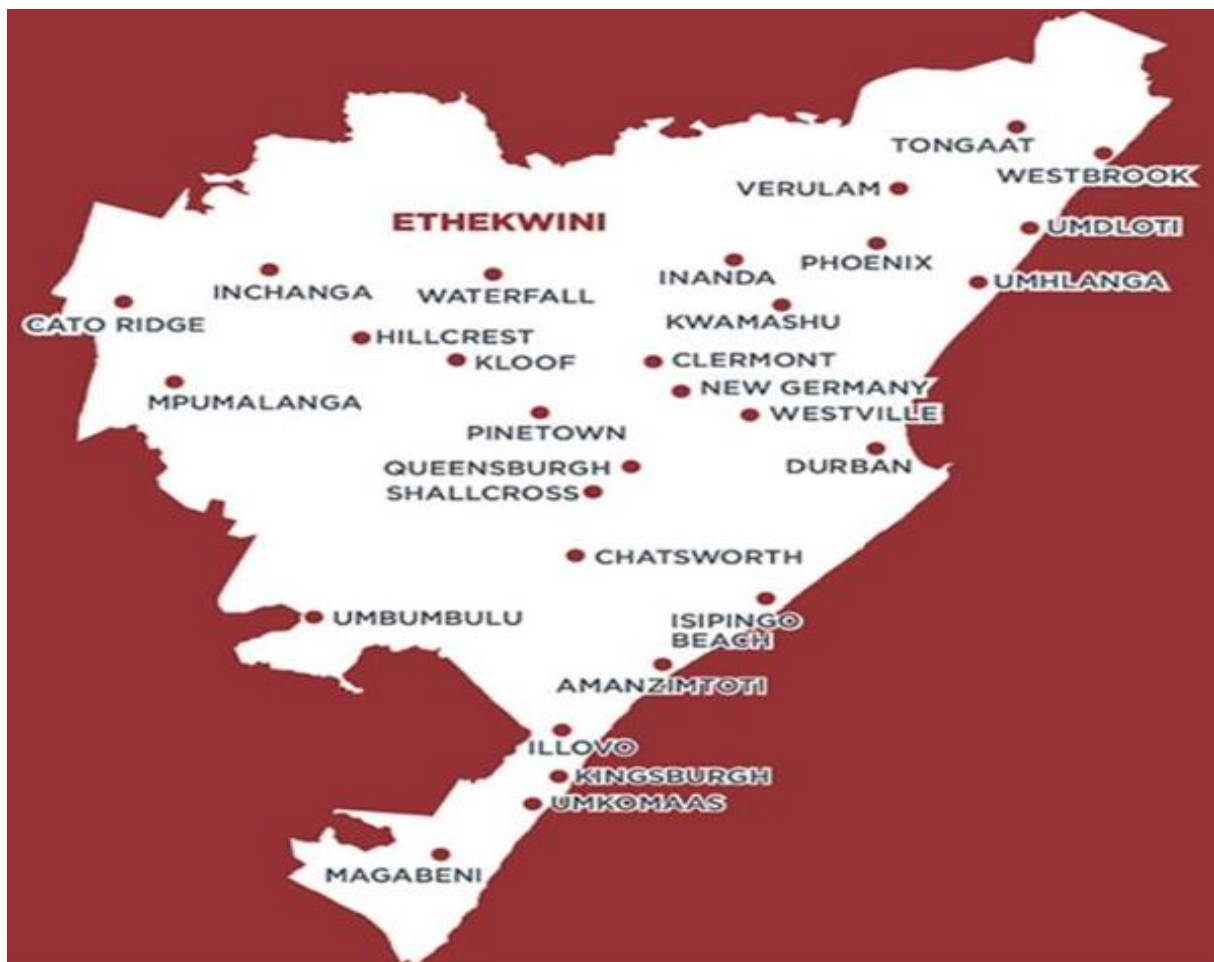 TONGAAT
WESTBROOK
VERULAM
ETHEKWINI
UMDLOTI
PHOENIX
INANDA
UMHLANGA
INCHANGA
WATERFALL
CATO RIDGE
KWAMASHU
HILLCREST
KLOOF
CLERMONT
NEW GERMANY
MPUMALANGA
WESTVILLE
PINETOWN
QUEENSBURGH
DURBAN
SHALLCROSS
CHATSWORTH
UMBUMBULU
ISIPINGO
BEACH
AMANZIMTOTI
ILLOVO
KINGSBURGH
UMKOMAAS
MAGABENI